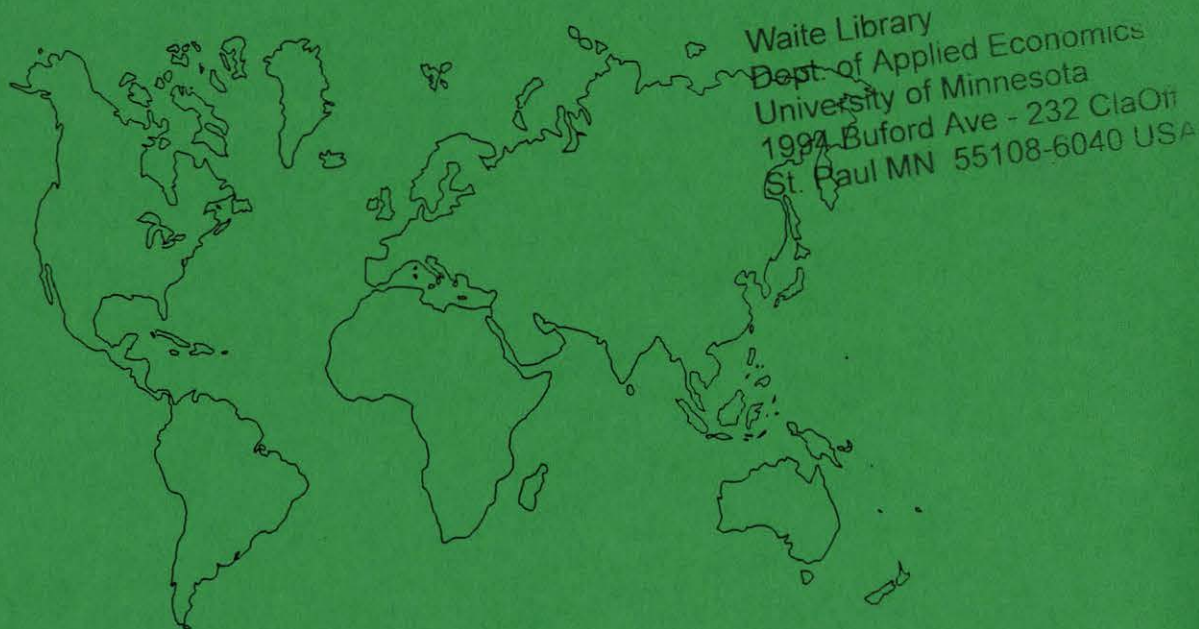 Waite Library
Dept. of Applied Economics
University of Minnesota
1994 Buford Ave - 232 ClaOff
St. Paul MN 55108-6040 USA